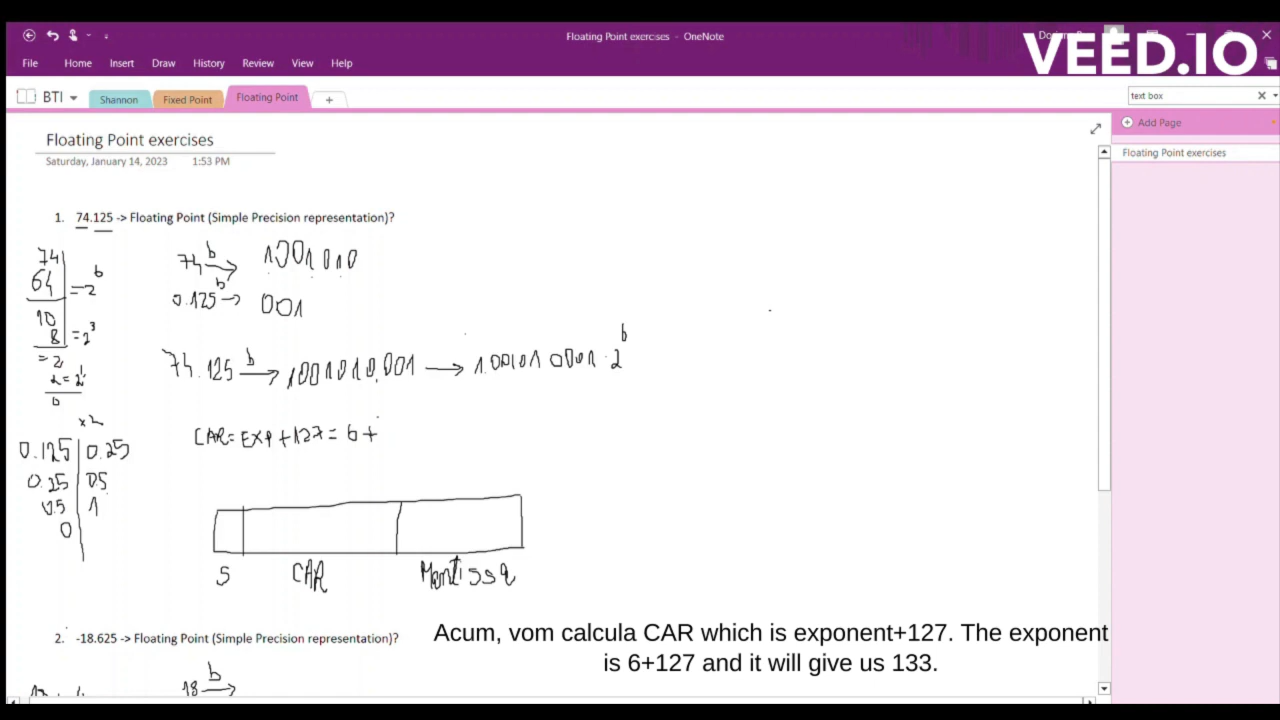 Floating Point exercises - OneNote
VEED.IO
File Home Insert Draw History Review View Help
BTI Shannon Fixed Point Floating Point +
text box
Add Page
Floating Point exercises
Floating Point exercises
Saturday, January 14, 2023 1:53 PM
1. 74.125 -> Floating Point (Simple Precision representation)?
74
64 = 2^6
10
8 = 2^3
= 2
2 = 2^1
0
74 b→ 1001010
0.125 b→ 001
74.125 b→ 1001010.001 → 1.001010001 · 2^6
x2
0.125 | 0.25
0.25 | 0.5
0.5 | 1
0
CAR = EXP + 127 = 6 +
S CAR Mantissa
2. -18.625 -> Floating Point (Simple Precision representation)?
18 b→
Acum, vom calcula CAR which is exponent+127. The exponent
is 6+127 and it will give us 133.